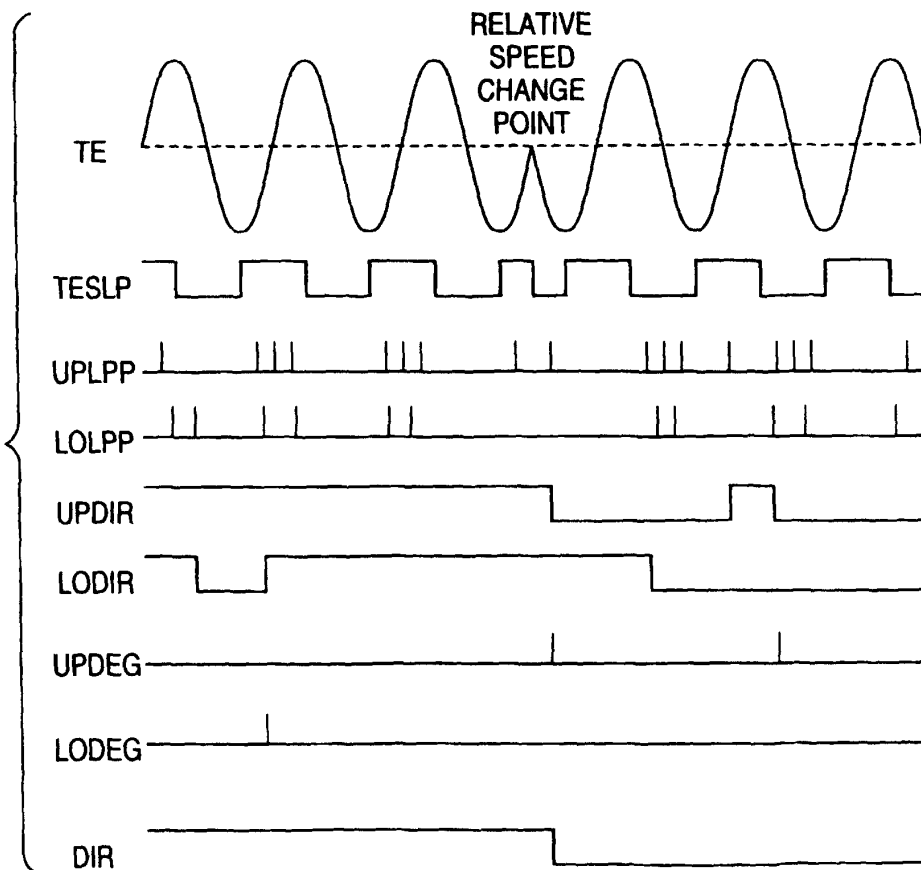 RELATIVE
SPEED
CHANGE
POINT
TE
TESLP
UPLPP
LOLPP
UPDIR
LODIR
UPDEG
LODEG
DIR